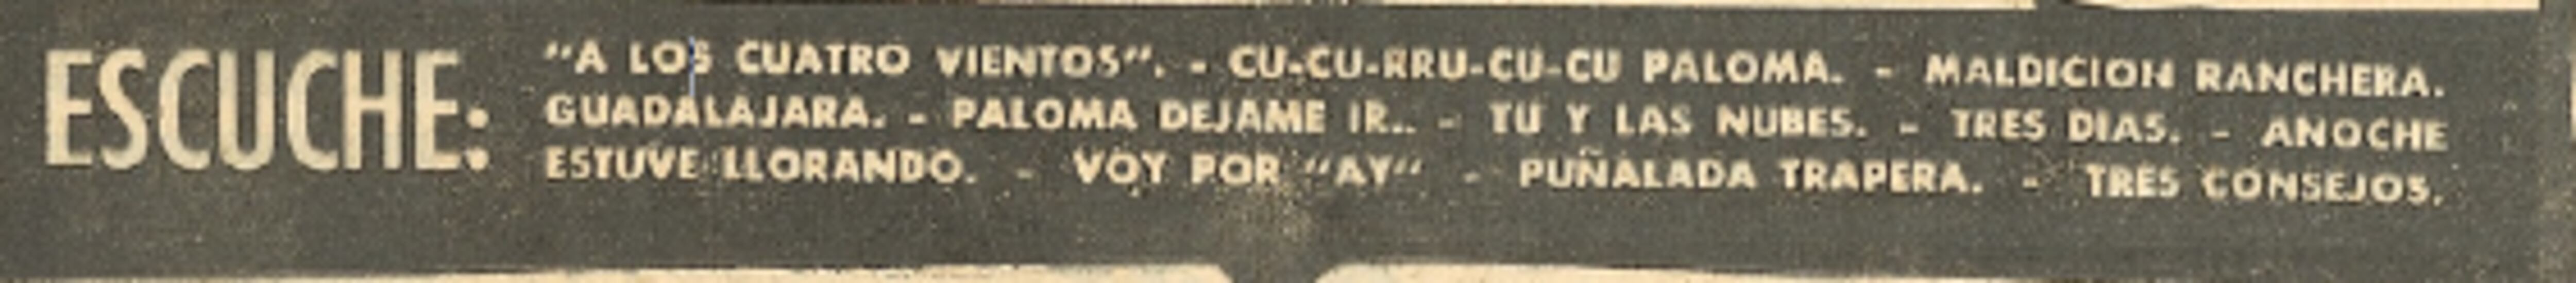 ESCUCHE:
"A LOS CUATRO VIENTOS". - CU-CU-RRU-CU-CU PALOMA. - MALDICION RANCHERA.
GUADALAJARA. - PALOMA DEJAME IR.. - TU Y LAS NUBES. - TRES DIAS. - ANOCHE
ESTUVE LLORANDO. - VOY POR "AY" - PUÑALADA TRAPERA. - TRES CONSEJOS.